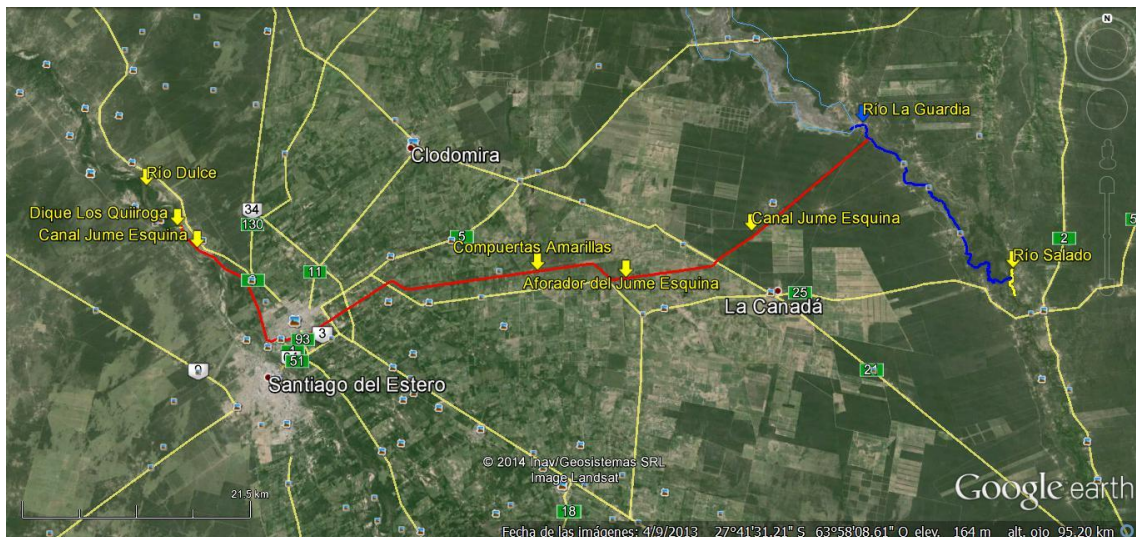 N
Río La Guardia
Clodomira
Río Dulce
34
130
Dique Los Quiiroga
Canal Jume Esquina
Canal Jume Esquina
2
5
5
Compuertas Amarillas
Río Salado
11
Aforador del Jume Esquina
La Canadá
25
3
93
51
9
21
Santiago del Estero
© 2014 Inav/Geosistemas SRL
Image Landsat
21.5 km
Google earth
18
Fecha de las imágenes: 4/9/2013 27°41'31.21" S 63°58'08.61" O elev. 164 m alt. ojo 95.20 km